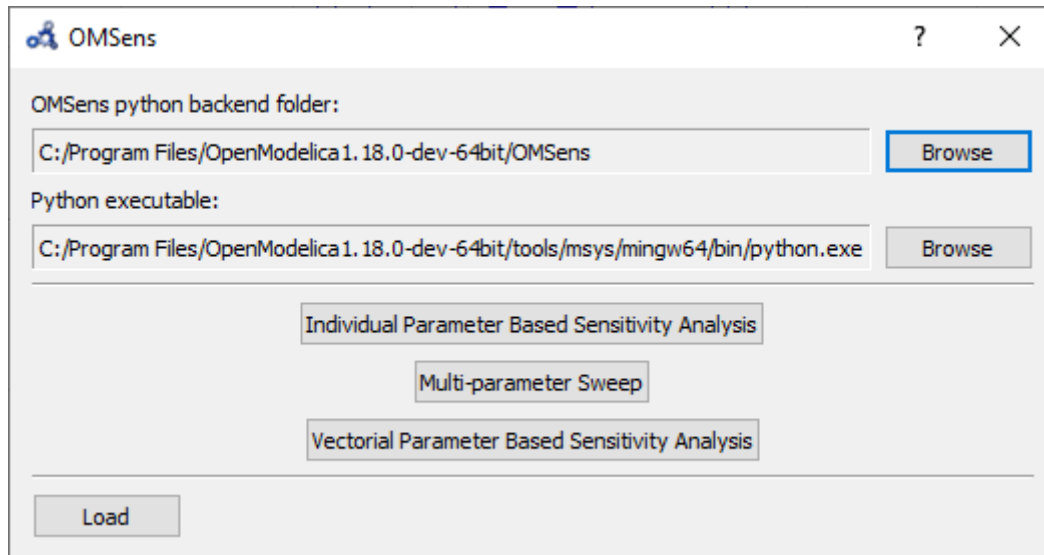 OMSens
?
OMSens python backend folder:
C:/Program Files/OpenModelica1.18.0-dev-64bit/OMSens
Browse
Python executable:
C:/Program Files/OpenModelica1.18.0-dev-64bit/tools/msys/mingw64/bin/python.exe
Browse
Individual Parameter Based Sensitivity Analysis
Multi-parameter Sweep
Vectorial Parameter Based Sensitivity Analysis
Load